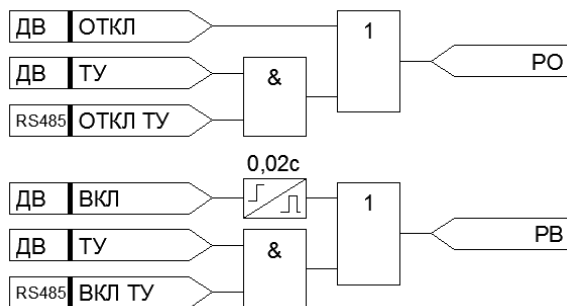 ДВ ОТКЛ
1
ДВ ТУ
&
РО
RS485 ОТКЛ ТУ
0,02с
ДВ ВКЛ
1
ДВ ТУ
&
РВ
RS485 ВКЛ ТУ